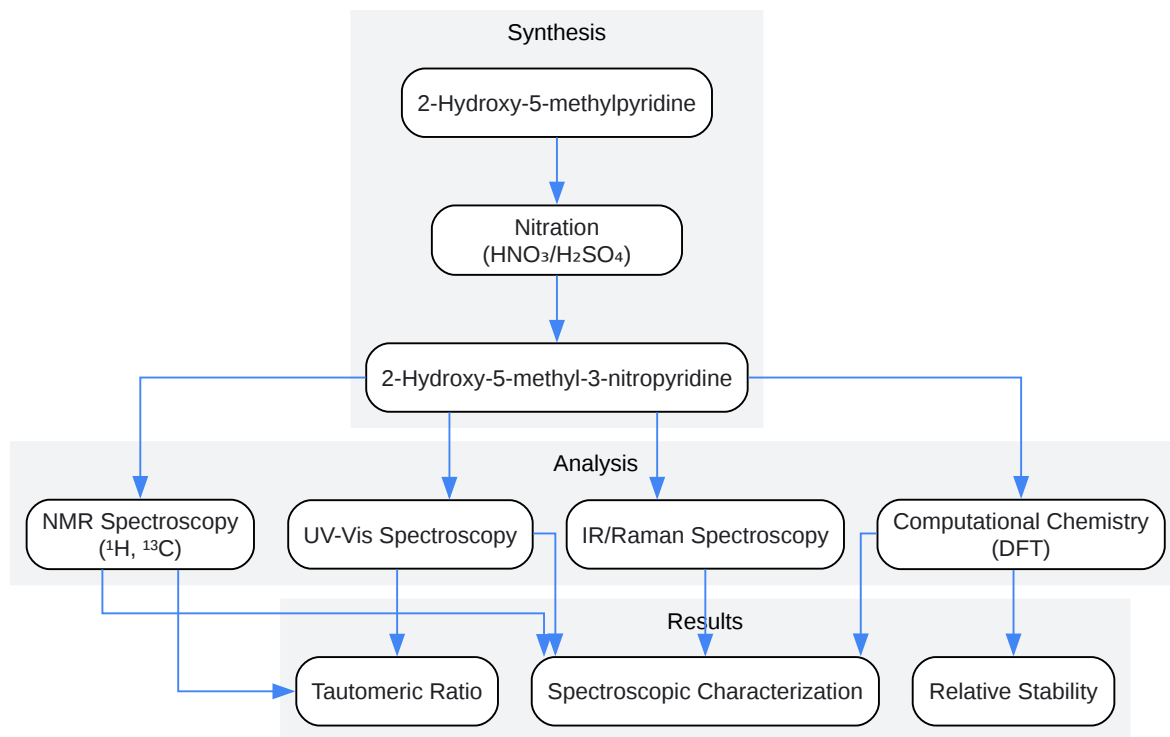 Synthesis
2-Hydroxy-5-methylpyridine
Nitration
(HNO₃/H₂SO₄)
2-Hydroxy-5-methyl-3-nitropyridine
Analysis
NMR Spectroscopy
(¹H, ¹³C)
UV-Vis Spectroscopy
IR/Raman Spectroscopy
Computational Chemistry
(DFT)
Results
Tautomeric Ratio
Spectroscopic Characterization
Relative Stability